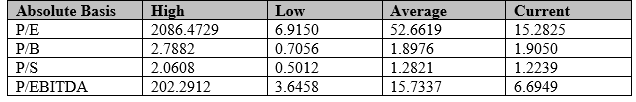 Absolute Basis High Low Average Current
P/E 2086.4729 6.9150 52.6619 15.2825
P/B 2.7882 0.7056 1.8976 1.9050
P/S 2.0608 0.5012 1.2821 1.2239
P/EBITDA 202.2912 3.6458 15.7337 6.6949